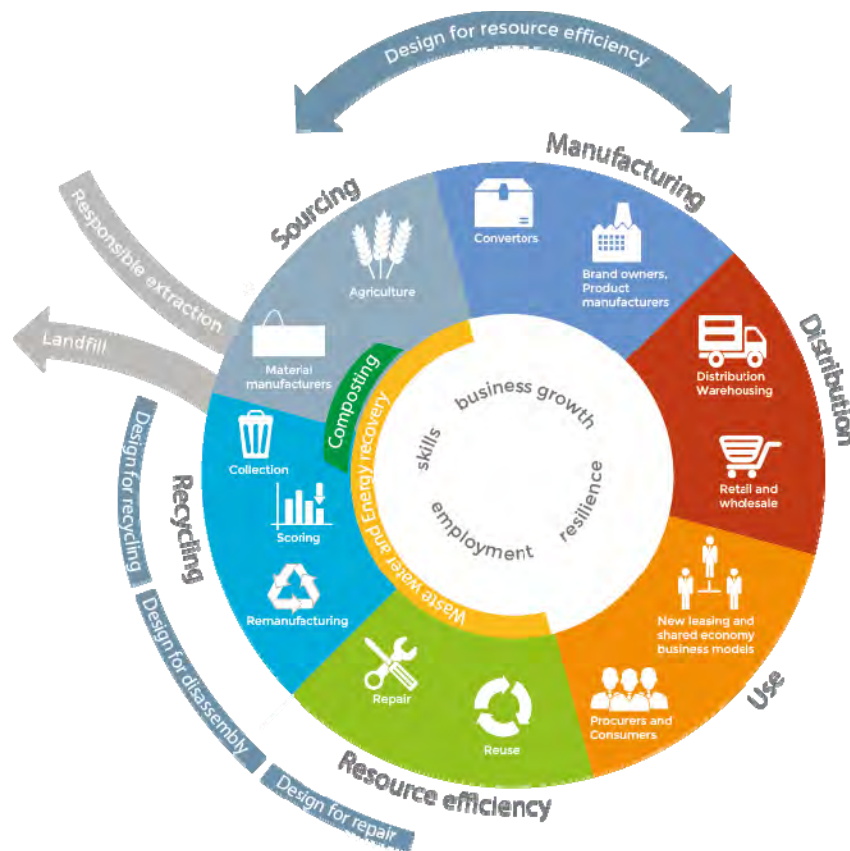 Design for resource efficiency
Manufacturing
Sourcing
Responsible extraction
Landfill
Convertors
Brand owners,
Product
manufacturers
Agriculture
Material
manufacturers
Distribution
Distribution
Warehousing
Retail and
wholesale
Composting
Waste water and Energy recovery
business growth
skills
resilience
employment
Collection
Scoring
Remanufacturing
Recycling
Design for recycling
Design for disassembly
Design for repair
New leasing and
shared economy
business models
Procurers and
Consumers
Use
Repair
Reuse
Resource efficiency